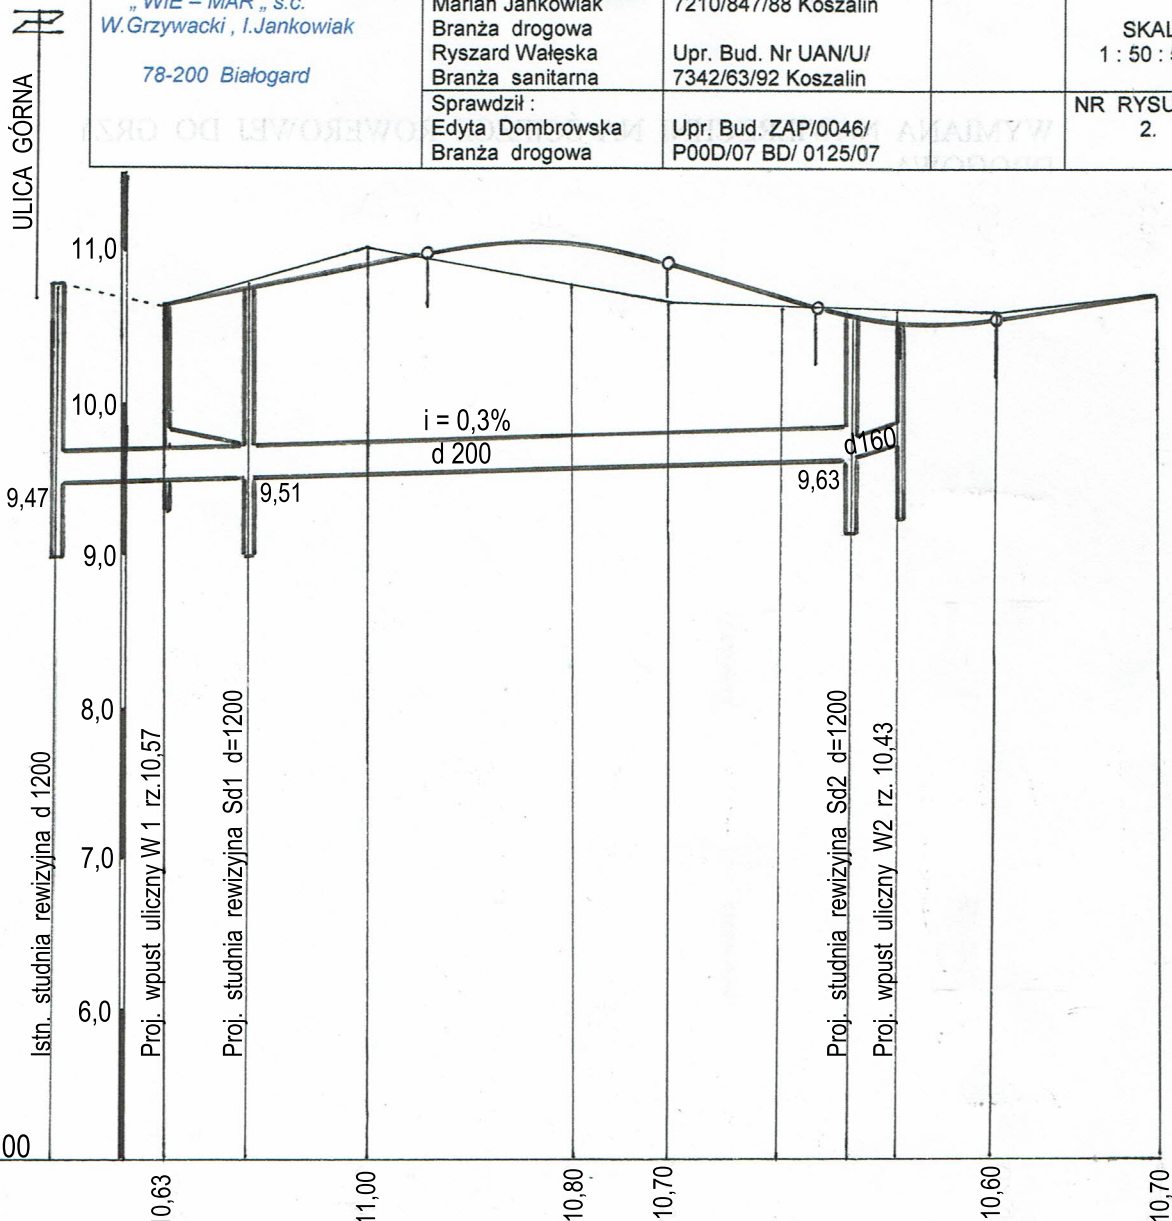 „ WIE – MAR „ s.c.
W.Grzywacki , I.Jankowiak
78-200 Białogard
Marian Jankowiak
Branża drogowa
Ryszard Wałęska
Branża sanitarna
7210/847/88 Koszalin
Upr. Bud. Nr UAN/U/
7342/63/92 Koszalin
SKAL
1 : 50 :
Sprawdził :
Edyta Dombrowska
Branża drogowa
Upr. Bud. ZAP/0046/
P00D/07 BD/ 0125/07
NR RYSU
2.
ULICA GÓRNA
11,0
10,0
i = 0,3%
d 200
d160
9,47
9,51
9,63
9,0
8,0
7,0
6,0
Istn. studnia rewizyjna d 1200
Proj. wpust uliczny W 1 rz.10,57
Proj. studnia rewizyjna Sd1 d=1200
Proj. studnia rewizyjna Sd2 d=1200
Proj. wpust uliczny W2 rz. 10,43
00
10,63
11,00
10,80
10,70
10,60
10,70